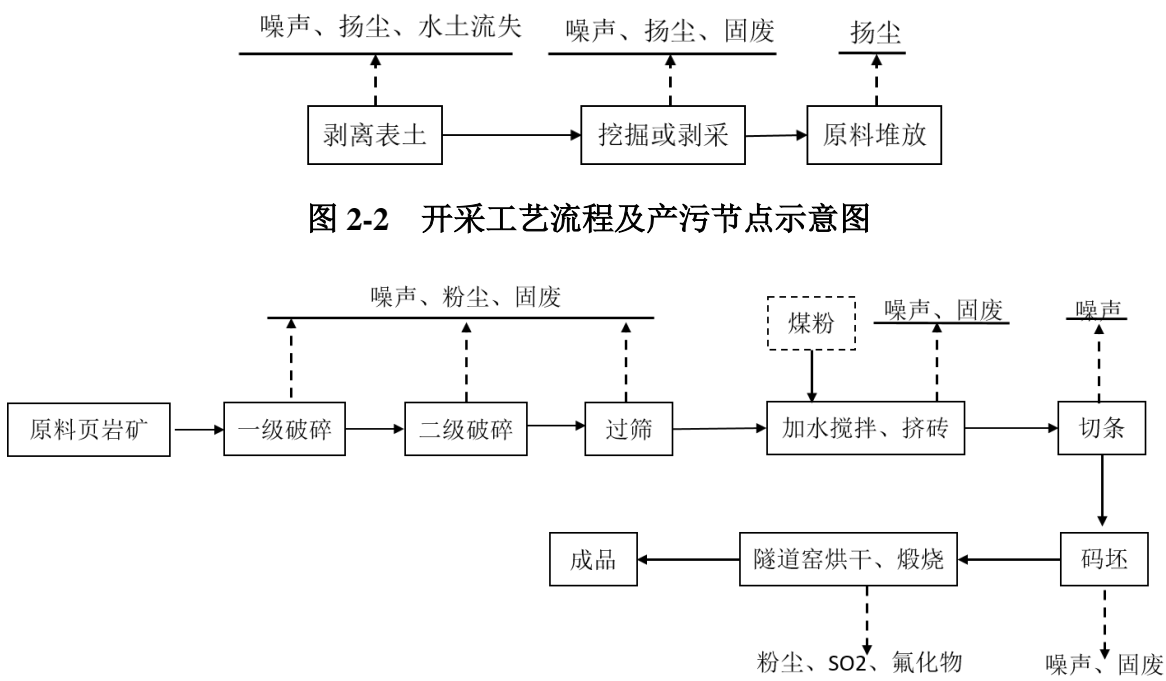 噪声、扬尘、水土流失 噪声、扬尘、固废 扬尘
剥离表土 挖掘或剥采 原料堆放
图 2-2 开采工艺流程及产污节点示意图
噪声、粉尘、固废 煤粉 噪声、固废 噪声
原料页岩矿 一级破碎 二级破碎 过筛 加水搅拌、挤砖 切条
成品 隧道窑烘干、煅烧 码坯
粉尘、SO2、氟化物 噪声、固废